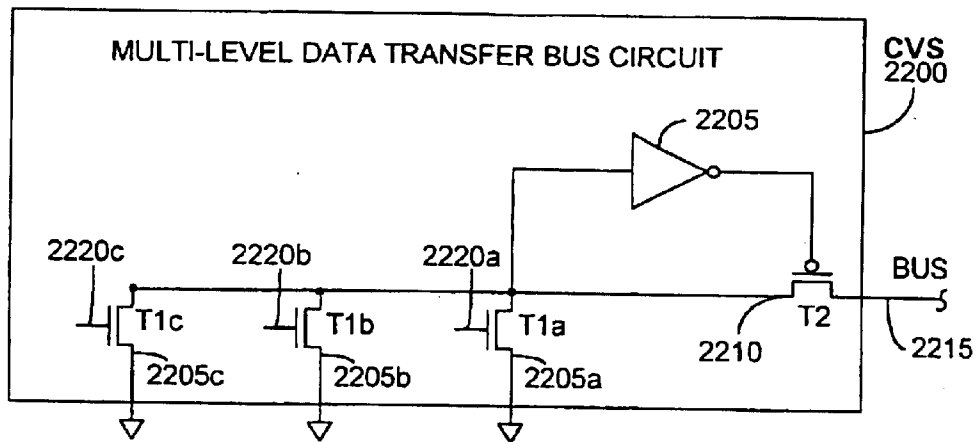 MULTI-LEVEL DATA TRANSFER BUS CIRCUIT
CVS
2200
2205
2220c
2220b
2220a
BUS
T1c
T1b
T1a
T2
2210
2215
2205c
2205b
2205a